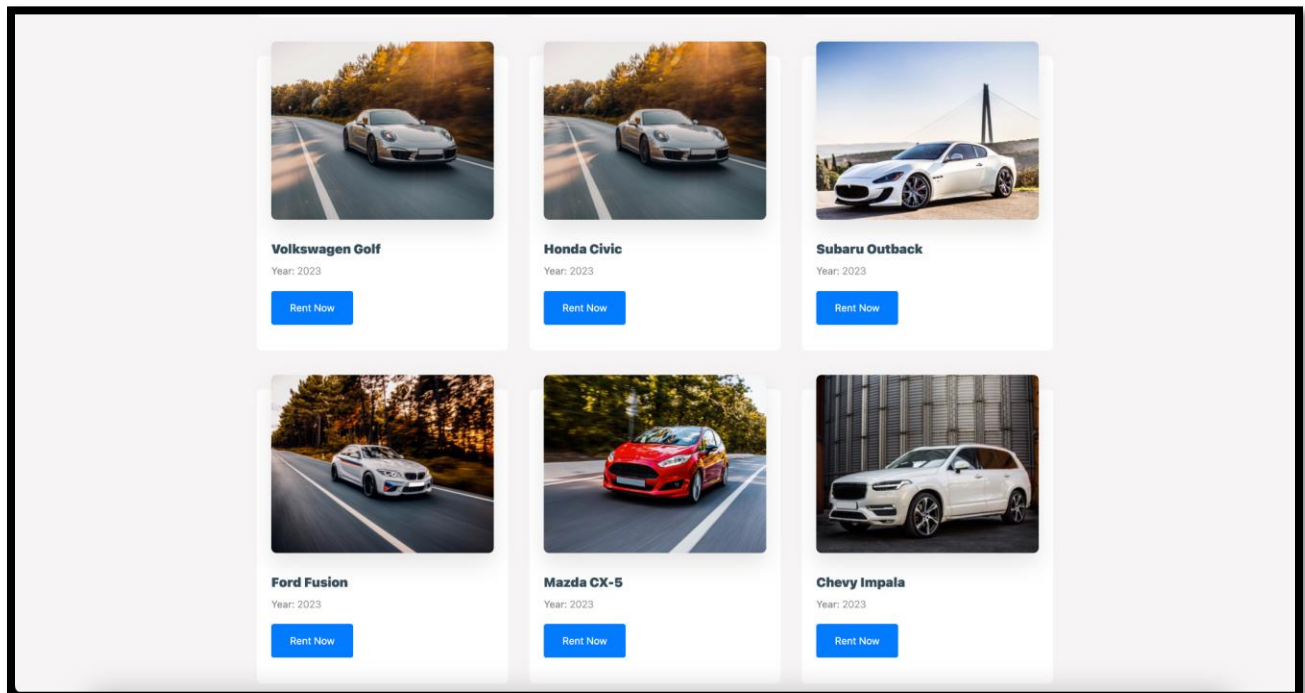 Volkswagen Golf
Year: 2023
Rent Now
Honda Civic
Year: 2023
Rent Now
Subaru Outback
Year: 2023
Rent Now
Ford Fusion
Year: 2023
Rent Now
Mazda CX-5
Year: 2023
Rent Now
Chevy Impala
Year: 2023
Rent Now